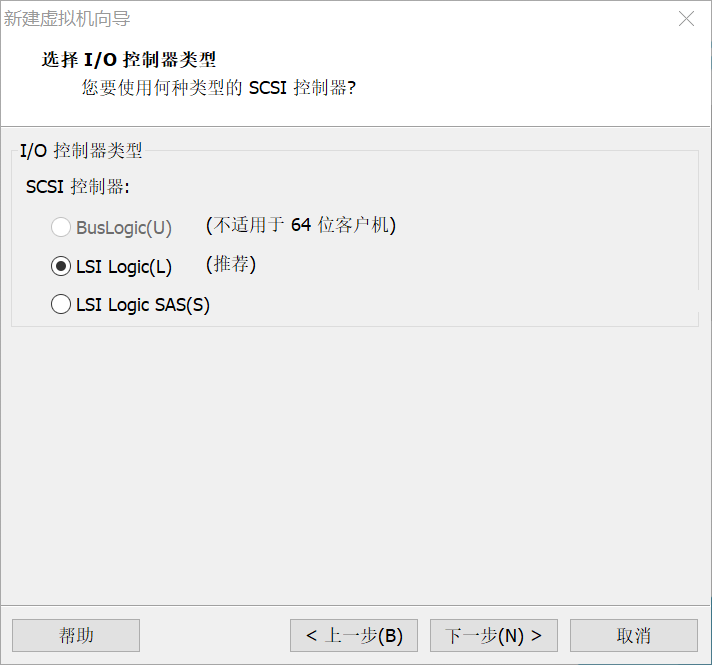 新建虚拟机向导
选择 I/O 控制器类型
您要使用何种类型的 SCSI 控制器?
I/O 控制器类型
SCSI 控制器:
BusLogic(U) (不适用于 64 位客户机)
LSI Logic(L) (推荐)
LSI Logic SAS(S)
帮助 < 上一步(B) 下一步(N) > 取消